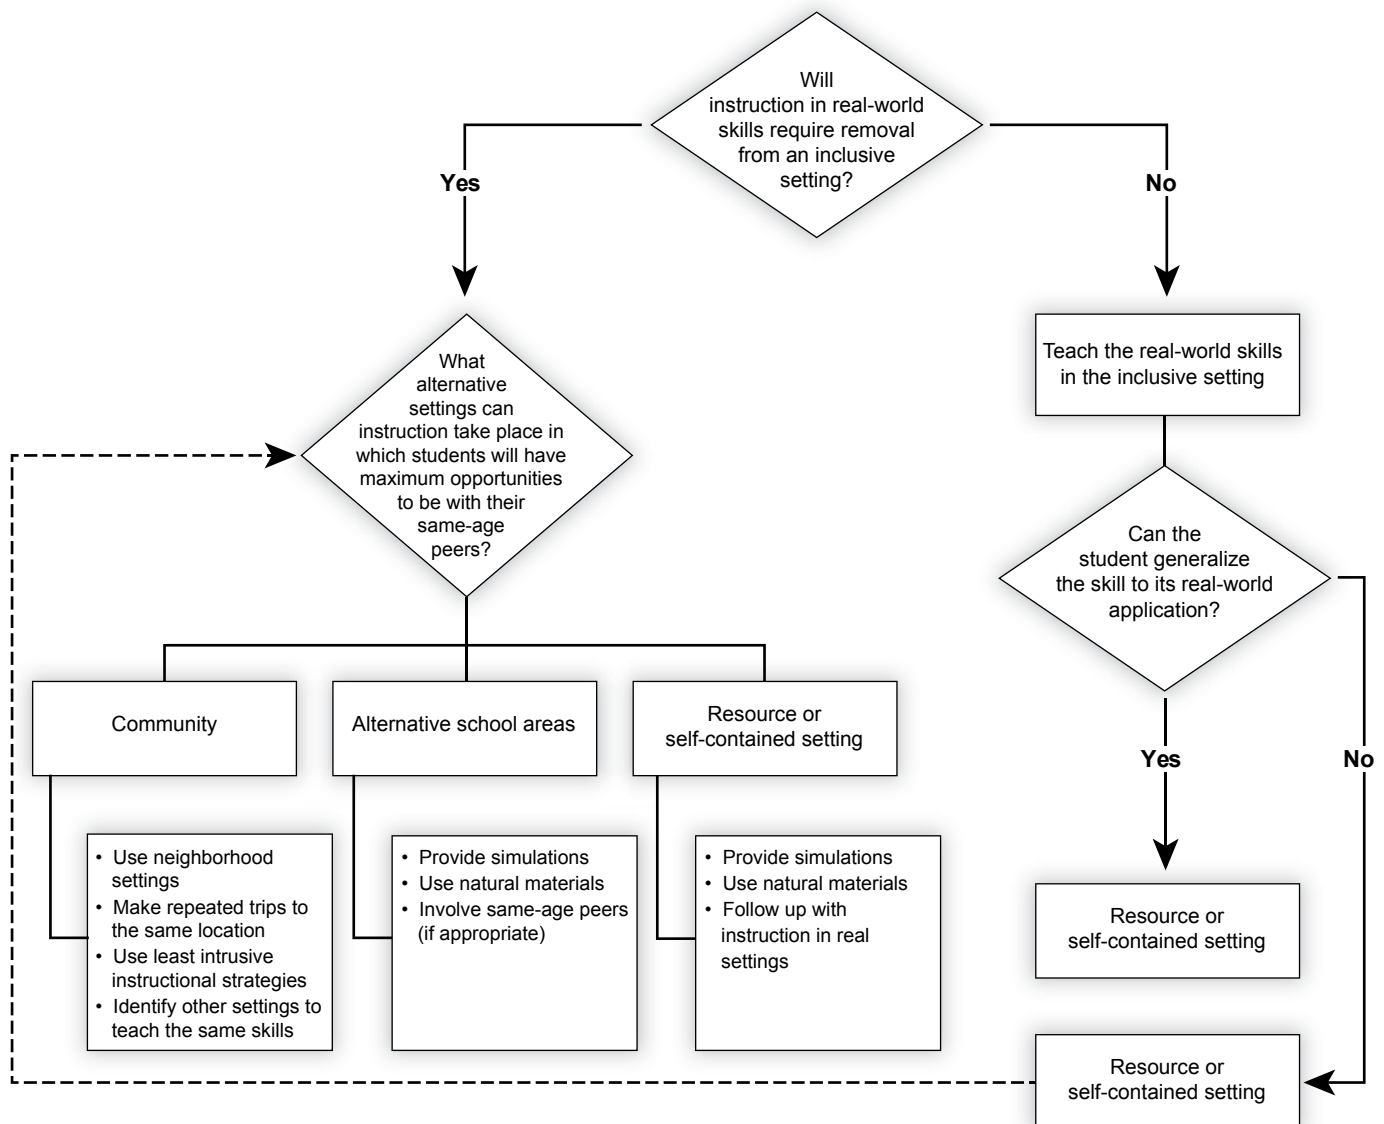 Will
instruction in real-world
skills require removal
from an inclusive
setting?
Yes
No
What
alternative
settings can
instruction take place in
which students will have
maximum opportunities
to be with their
same-age
peers?
Teach the real-world skills
in the inclusive setting
Can the
student generalize
the skill to its real-world
application?
Community
Alternative school areas
Resource or
self-contained setting
• Use neighborhood
settings
• Make repeated trips to
the same location
• Use least intrusive
instructional strategies
• Identify other settings to
teach the same skills
• Provide simulations
• Use natural materials
• Involve same-age peers
(if appropriate)
• Provide simulations
• Use natural materials
• Follow up with
instruction in real
settings
Yes
No
Resource or
self-contained setting
Resource or
self-contained setting